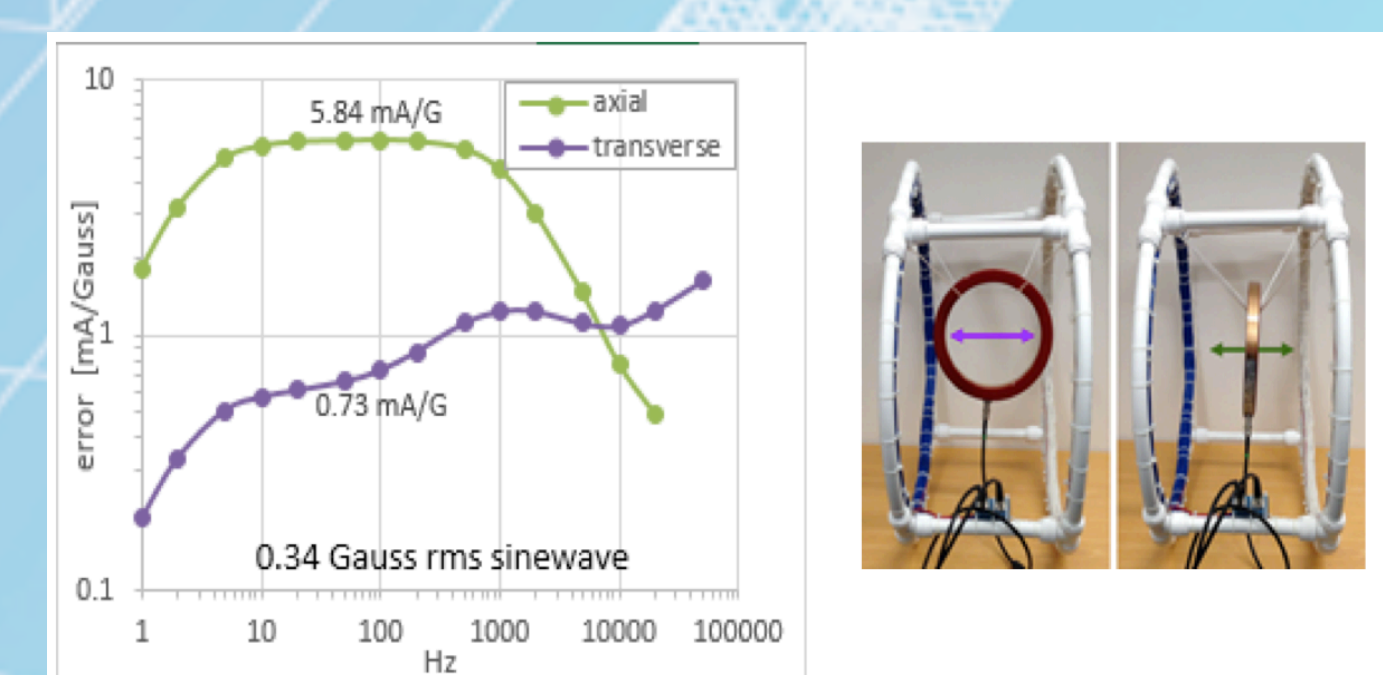 10
5.84 mA/G
axial
transverse
error [mA/Gauss]
1
0.73 mA/G
0.34 Gauss rms sinewave
0.1
1 10 100 1000 10000 100000
Hz